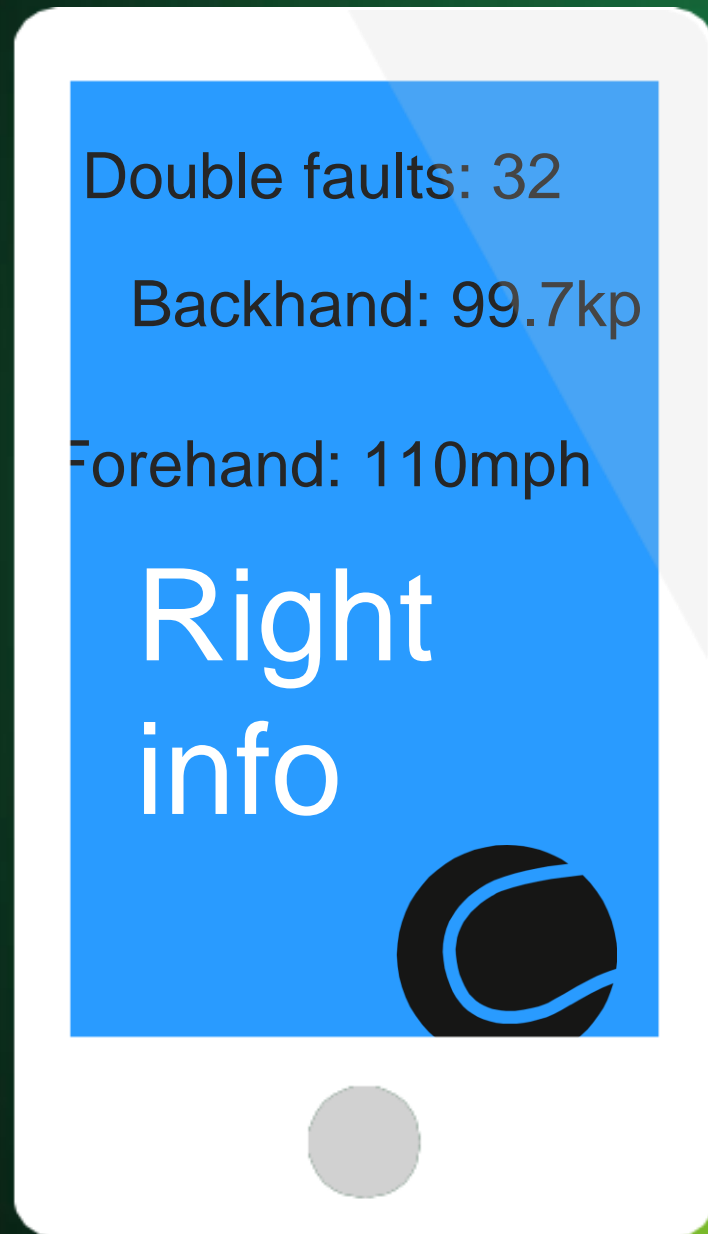 Double faults: 32
Backhand: 99.7kp
Forehand: 110mph
Right
info